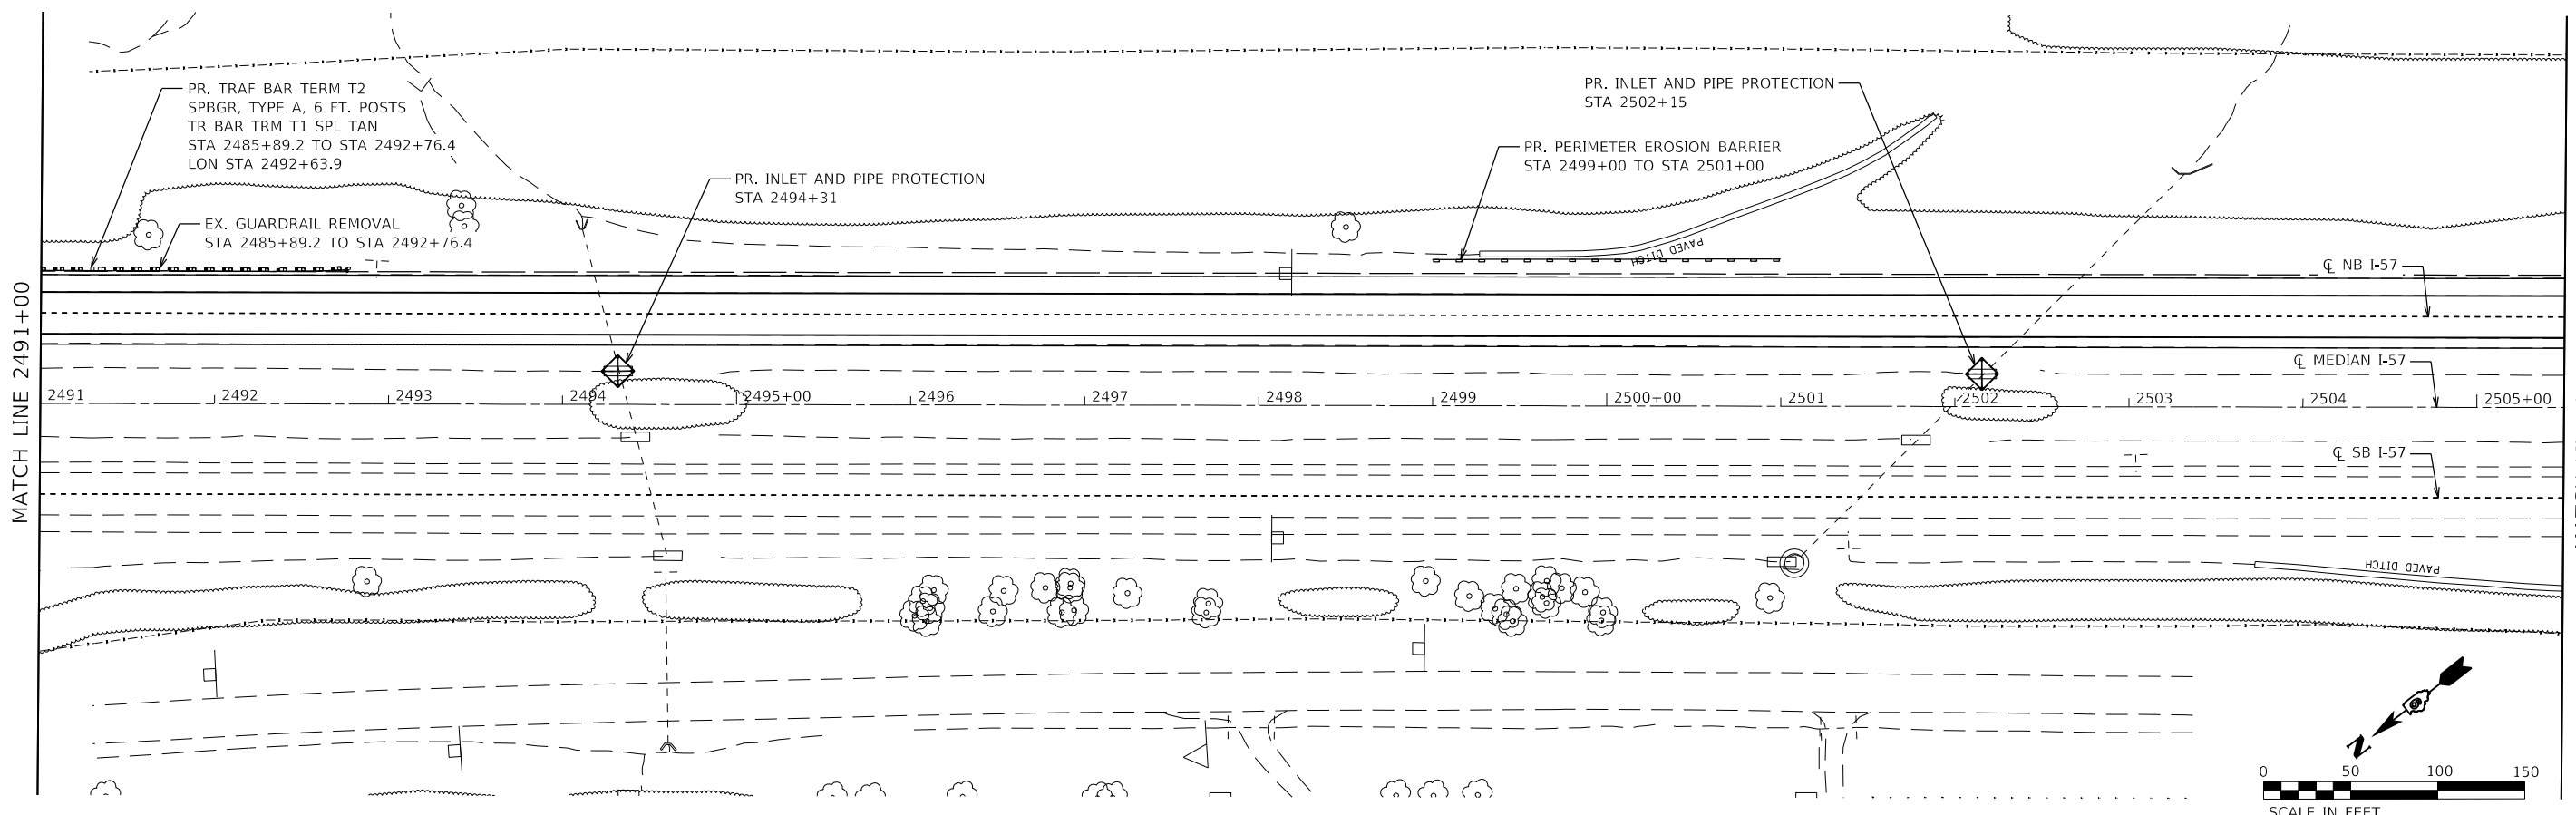 PR. TRAF BAR TERM T2
SPBGR, TYPE A, 6 FT. POSTS
TR BAR TRM T1 SPL TAN
STA 2485+89.2 TO STA 2492+76.4
LON STA 2492+63.9
EX. GUARDRAIL REMOVAL
STA 2485+89.2 TO STA 2492+76.4
PR. INLET AND PIPE PROTECTION
STA 2494+31
PR. PERIMETER EROSION BARRIER
STA 2499+00 TO STA 2501+00
PR. INLET AND PIPE PROTECTION
STA 2502+15
PAVED DITCH
℄ NB I-57
℄ MEDIAN I-57
MATCH LINE 2491+00
2491 2492 2493 2494 2495+00 2496 2497 2498 2499 2500+00 2501 2502 2503 2504 2505+00
℄ SB I-57
PAVED DITCH
N
0 50 100 150
SCALE IN FEET